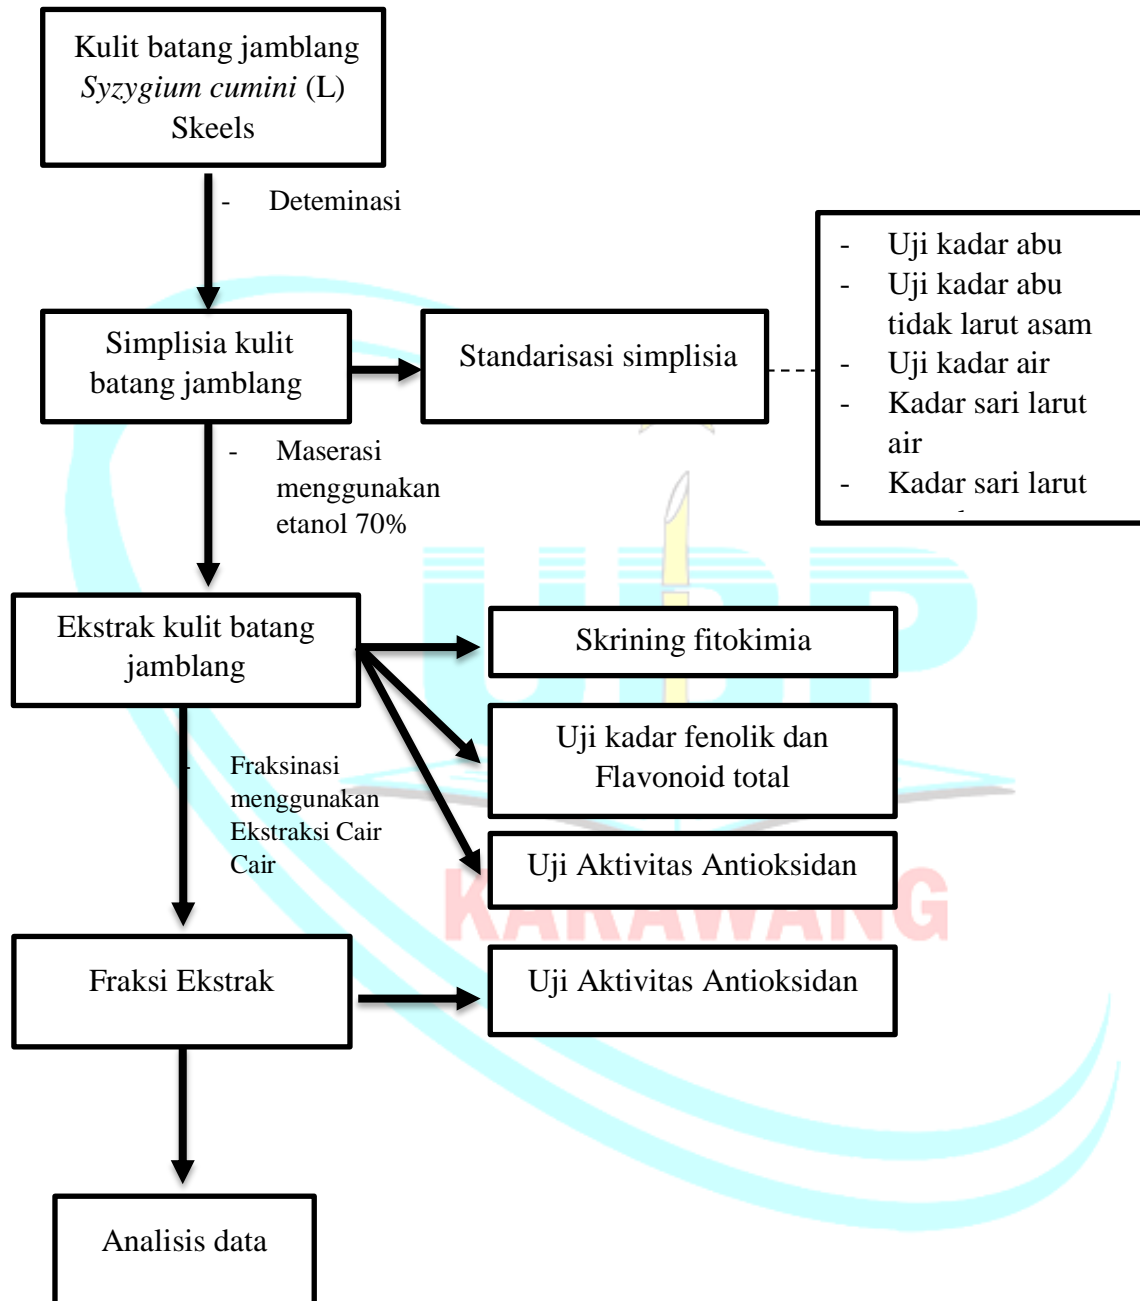 Kulit batang jamblang
Syzygium cumini (L)
Skeels
- Deteminasi
- Uji kadar abu
- Uji kadar abu
tidak larut asam
- Uji kadar air
- Kadar sari larut
air
- Kadar sari larut
Simplisia kulit
batang jamblang
Standarisasi simplisia
- Maserasi
menggunakan
etanol 70%
Ekstrak kulit batang
jamblang
Skrining fitokimia
Uji kadar fenolik dan
Flavonoid total
- Fraksinasi
menggunakan
Ekstraksi Cair
Cair
Uji Aktivitas Antioksidan
Fraksi Ekstrak
Uji Aktivitas Antioksidan
Analisis data
UBP
KARAWANG